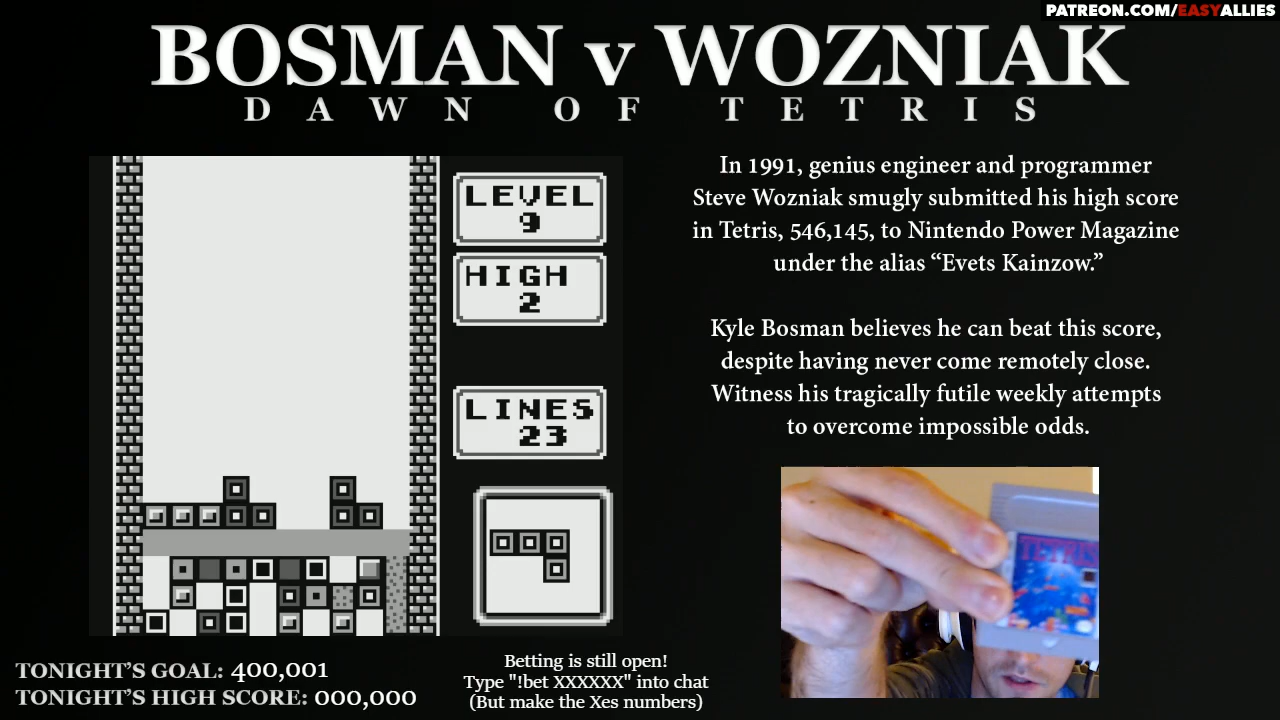 PATREON.COM/EASYALLIES
BOSMAN v WOZNIAK
DAWN OF TETRIS
In 1991, genius engineer and programmer
Steve Wozniak smugly submitted his high score
in Tetris, 546,145, to Nintendo Power Magazine
under the alias “Evets Kainzow.”
Kyle Bosman believes he can beat this score,
despite having never come remotely close.
Witness his tragically futile weekly attempts
to overcome impossible odds.
LEVEL
9
HIGH
2
LINES
23
TETRIS
TONIGHT'S GOAL: 400,001
TONIGHT'S HIGH SCORE: 000,000
Betting is still open!
Type "!bet XXXXXX" into chat
(But make the Xes numbers)